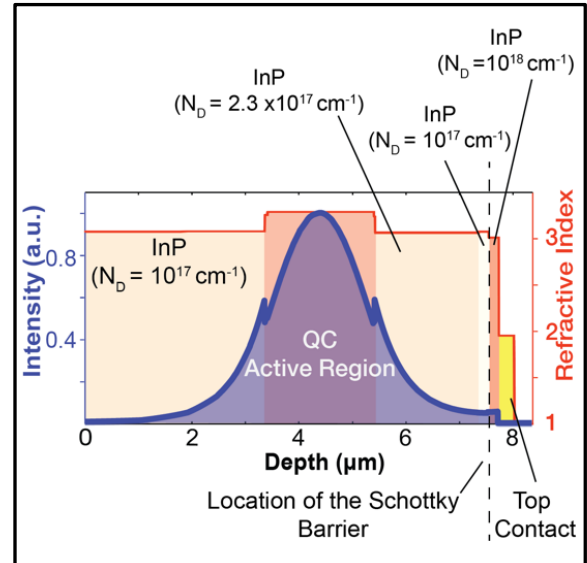 InP
(N_D = 10^18 cm^-1)
InP
(N_D = 2.3 x10^17 cm^-1)
InP
(N_D = 10^17 cm^-1)
Intensity (a.u.)
0.8
0.4
InP
(N_D = 10^17 cm^-1)
QC
Active Region
3
2
1
Refractive Index
0
2
4
6
8
Depth (μm)
Location of the Schottky
Barrier
Top
Contact